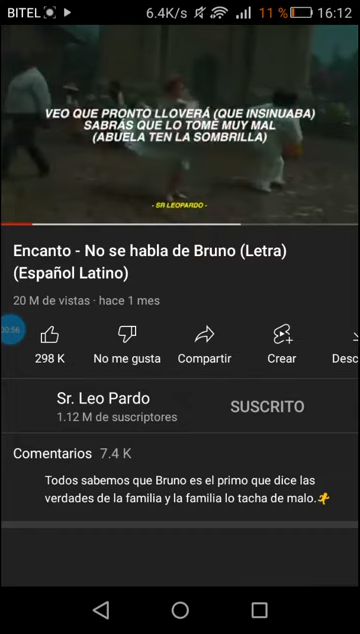 BITEL 6.4K/s 11 % 16:12
VEO QUE PRONTO LLOVERÁ (QUE INSINUABA)
SABRÁS QUE LO TOMÉ MUY MAL
(ABUELA TEN LA SOMBRILLA)
- SR LEOPARDO -
Encanto - No se habla de Bruno (Letra)
(Español Latino)
20 M de vistas · hace 1 mes
00:56
298 K No me gusta Compartir Crear Desc
Sr. Leo Pardo
1.12 M de suscriptores
SUSCRITO
Comentarios 7.4 K
Todos sabemos que Bruno es el primo que dice las
verdades de la familia y la familia lo tacha de malo.